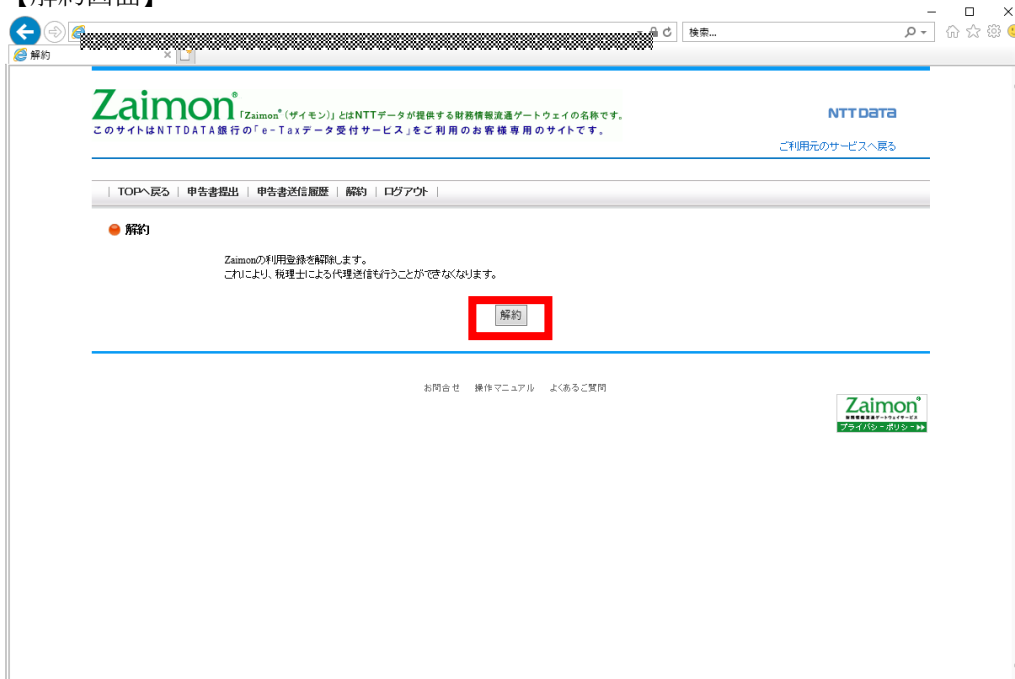 【解約画面】
検索...
解約
Zaimon®「Zaimon®(ザイモン)」とはNTTデータが提供する財務情報流通ゲートウェイの名称です。
このサイトはNTTDATA銀行の「e-Taxデータ受付サービス」をご利用のお客様専用のサイトです。
NTT DATA
ご利用元のサービスへ戻る
| TOPへ戻る | 申告書提出 | 申告書送信履歴 | 解約 | ログアウト |
解約
Zaimonの利用登録を解除します。
これにより、税理士による代理送信も行うことができなくなります。
解約
お問合せ 操作マニュアル よくあるご質問
Zaimon®
プライバシーポリシー